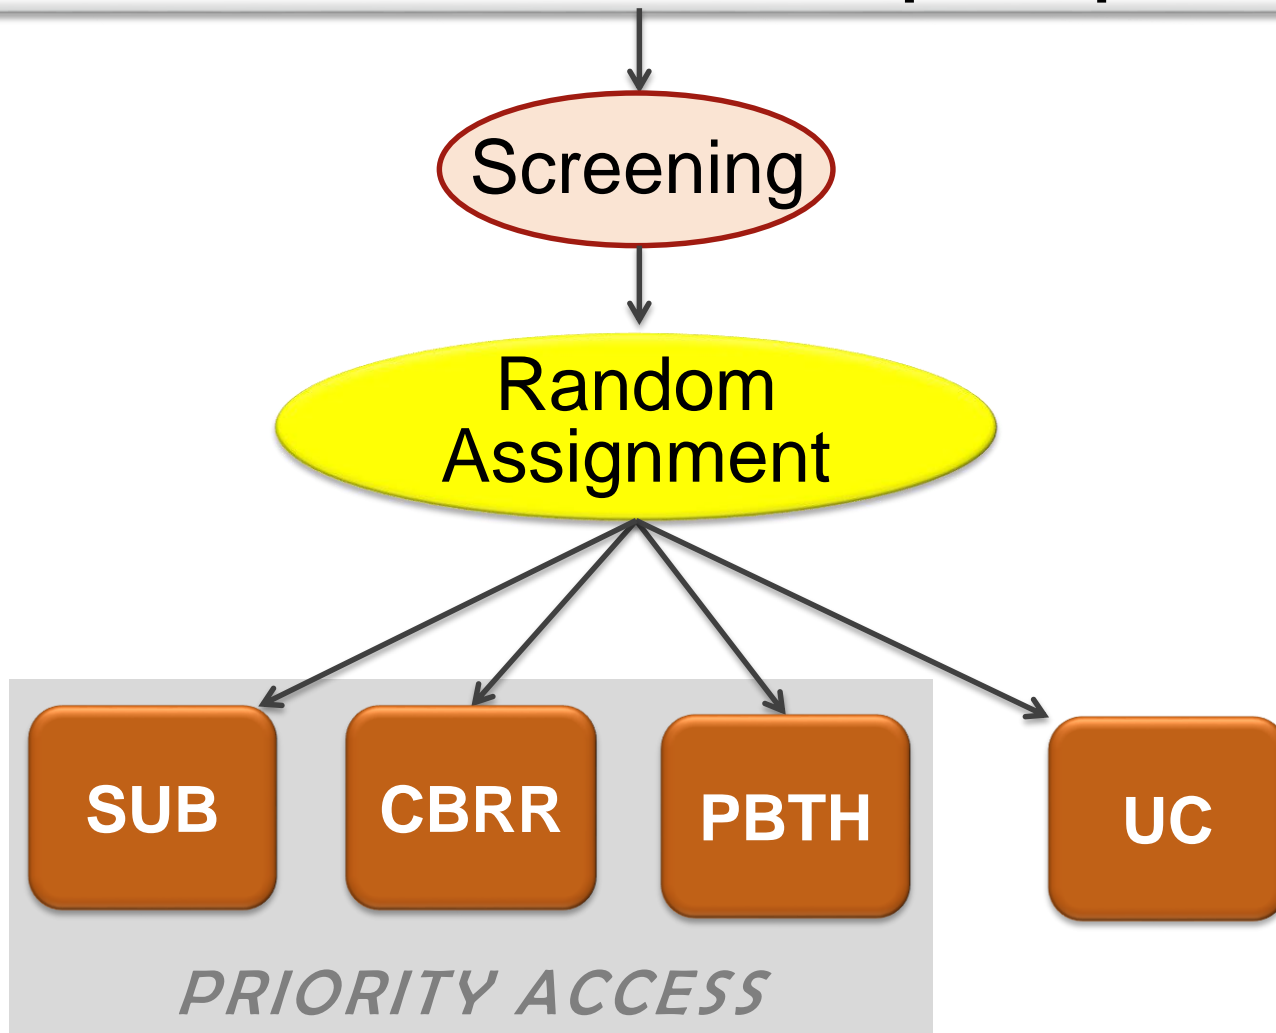 Screening
Random
Assignment
SUB
CBRR
PBTH
UC
PRIORITY ACCESS